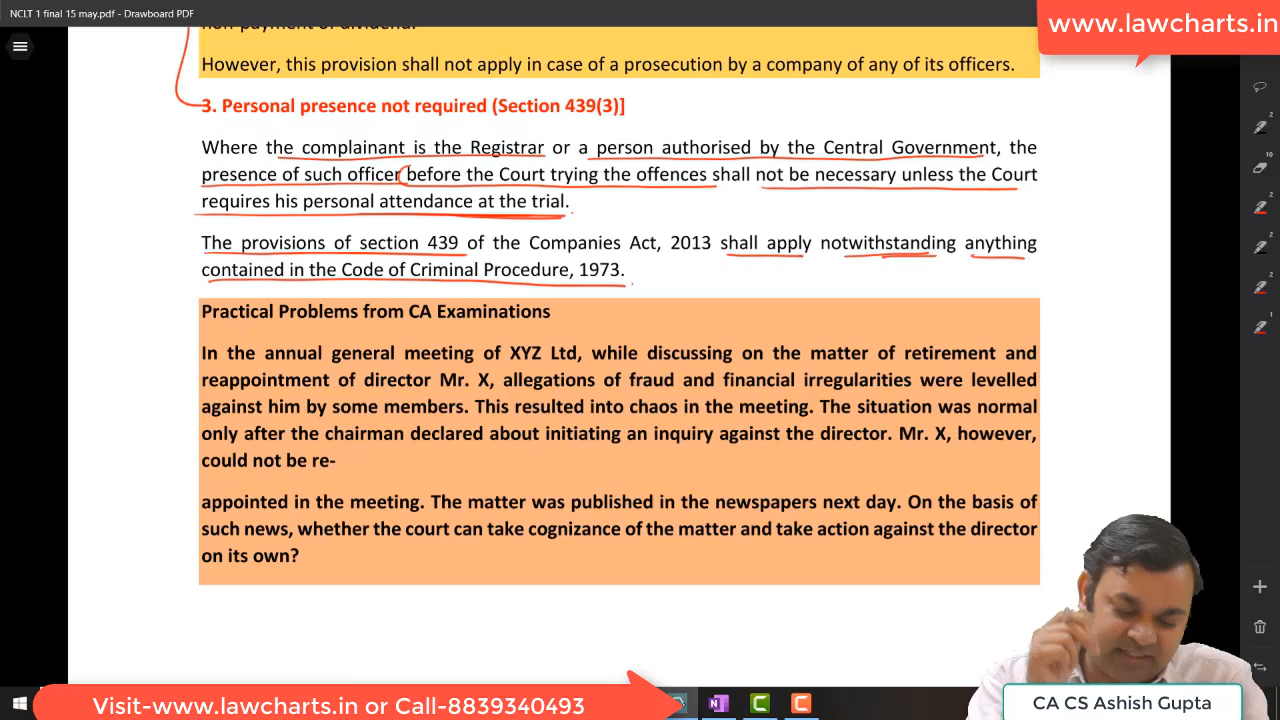 NCLT 1 final 15 may.pdf - Drawboard PDF
www.lawcharts.in
non payment of dividend.
However, this provision shall not apply in case of a prosecution by a company of any of its officers.
3. Personal presence not required (Section 439(3)]
Where the complainant is the Registrar or a person authorised by the Central Government, the
presence of such officer before the Court trying the offences shall not be necessary unless the Court
requires his personal attendance at the trial.
The provisions of section 439 of the Companies Act, 2013 shall apply notwithstanding anything
contained in the Code of Criminal Procedure, 1973.
Practical Problems from CA Examinations
In the annual general meeting of XYZ Ltd, while discussing on the matter of retirement and
reappointment of director Mr. X, allegations of fraud and financial irregularities were levelled
against him by some members. This resulted into chaos in the meeting. The situation was normal
only after the chairman declared about initiating an inquiry against the director. Mr. X, however,
could not be re-
appointed in the meeting. The matter was published in the newspapers next day. On the basis of
such news, whether the court can take cognizance of the matter and take action against the director
on its own?
2
10
2
2
1
Visit-www.lawcharts.in or Call-8839340493
CA CS Ashish Gupta